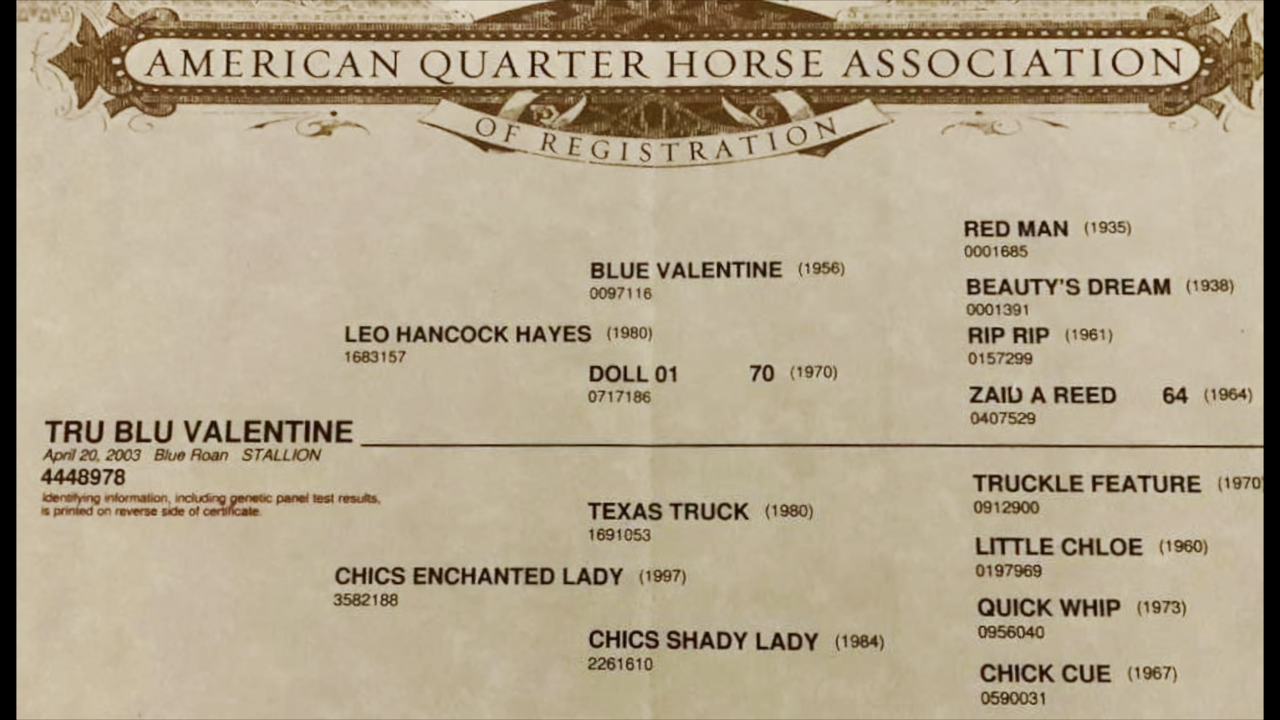 AMERICAN QUARTER HORSE ASSOCIATION
OF REGISTRATION
RED MAN (1935)
0001685
BLUE VALENTINE (1956)
0097116
BEAUTY'S DREAM (1938)
0001391
LEO HANCOCK HAYES (1980)
1683157
RIP RIP (1961)
0157299
DOLL 01 70 (1970)
0717186
ZAID A REED 64 (1964)
0407529
TRU BLU VALENTINE
April 20, 2003 Blue Roan STALLION
4448978
Identifying information, including genetic panel test results,
is printed on reverse side of certificate.
TRUCKLE FEATURE (1970
0912900
TEXAS TRUCK (1980)
1691053
LITTLE CHLOE (1960)
0197969
CHICS ENCHANTED LADY (1997)
3582188
QUICK WHIP (1973)
0956040
CHICS SHADY LADY (1984)
2261610
CHICK CUE (1967)
0590031